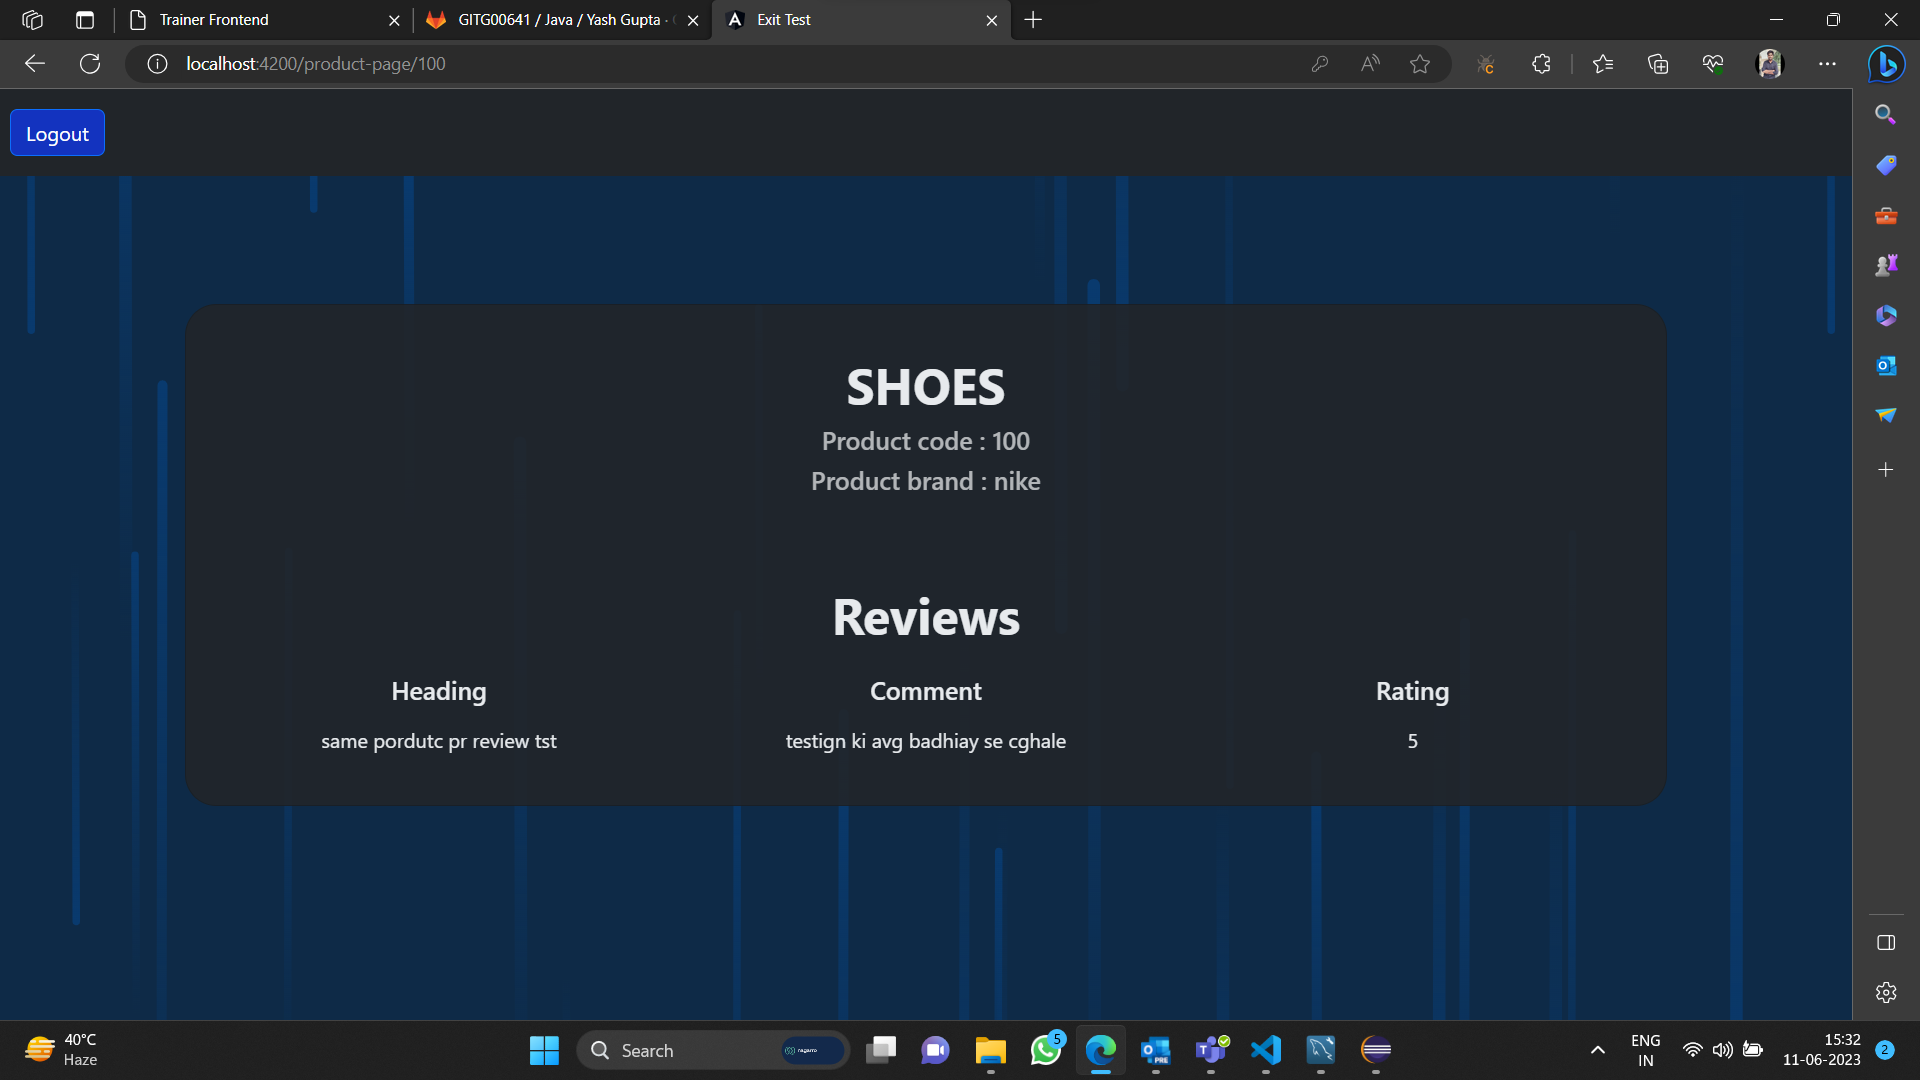 Trainer Frontend
GITG00641 / Java / Yash Gupta ·
Exit Test
localhost:4200/product-page/100
Logout
SHOES
Product code : 100
Product brand : nike
Reviews
Heading Comment Rating
same pordutc pr review tst testign ki avg badhiay se cghale 5
40°C
Haze
Search
nagarro
5
PRE
ENG
IN
15:32
11-06-2023
2